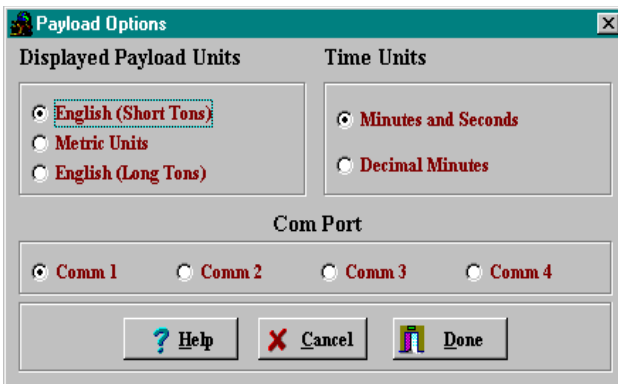 Payload Options
Displayed Payload Units
Time Units
English (Short Tons)
Metric Units
English (Long Tons)
Minutes and Seconds
Decimal Minutes
Com Port
Comm 1 Comm 2 Comm 3 Comm 4
Help Cancel Done